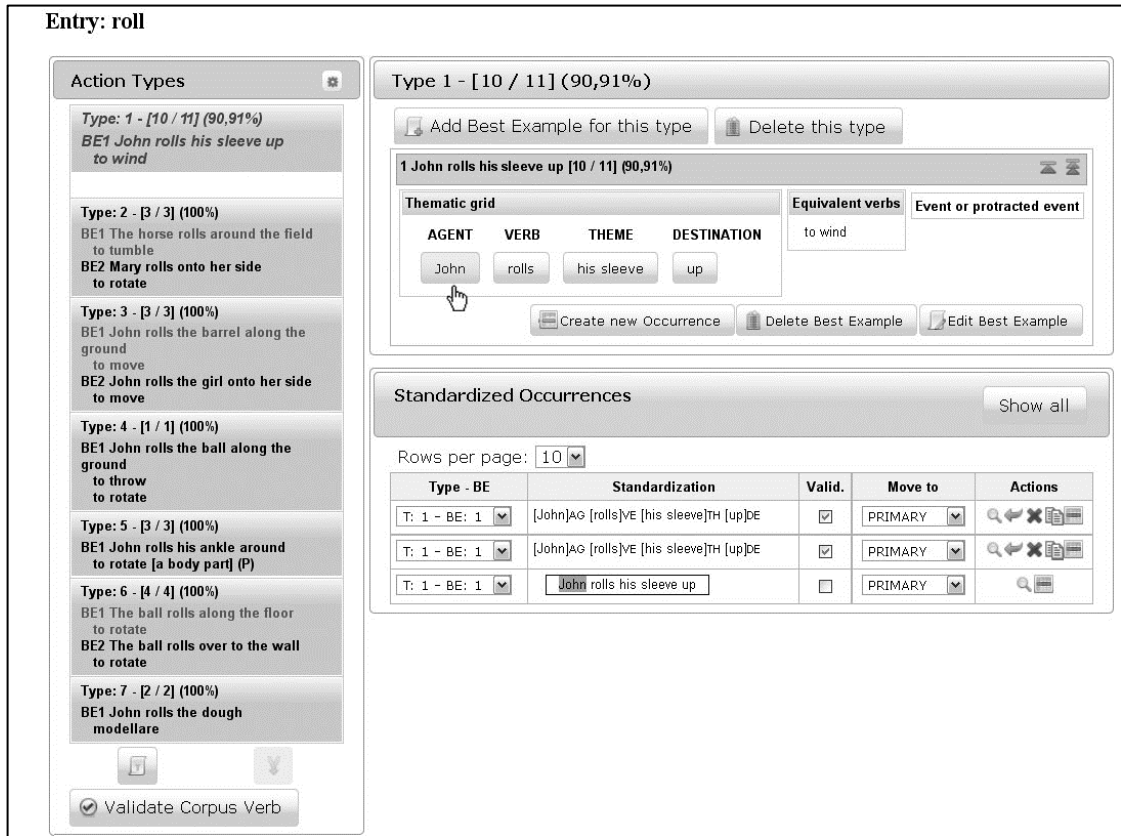 Entry: roll
Action Types
Type: 1 - [10 / 11] (90,91%)
BE1 John rolls his sleeve up
to wind
Type: 2 - [3 / 3] (100%)
BE1 The horse rolls around the field
to tumble
BE2 Mary rolls onto her side
to rotate
Type: 3 - [3 / 3] (100%)
BE1 John rolls the barrel along the
ground
to move
BE2 John rolls the girl onto her side
to move
Type: 4 - [1 / 1] (100%)
BE1 John rolls the ball along the
ground
to throw
to rotate
Type: 5 - [3 / 3] (100%)
BE1 John rolls his ankle around
to rotate [a body part] (P)
Type: 6 - [4 / 4] (100%)
BE1 The ball rolls along the floor
to rotate
BE2 The ball rolls over to the wall
to rotate
Type: 7 - [2 / 2] (100%)
BE1 John rolls the dough
modellare
Validate Corpus Verb
Type 1 - [10 / 11] (90,91%)
Add Best Example for this type Delete this type
1 John rolls his sleeve up [10 / 11] (90,91%)
Thematic grid Equivalent verbs Event or protracted event
AGENT VERB THEME DESTINATION to wind
John rolls his sleeve up
Create new Occurrence Delete Best Example Edit Best Example
Standardized Occurrences Show all
Rows per page: 10
Type - BE Standardization Valid. Move to Actions
T: 1 - BE: 1 [John]AG [rolls]VE [his sleeve]TH [up]DE PRIMARY
T: 1 - BE: 1 [John]AG [rolls]VE [his sleeve]TH [up]DE PRIMARY
T: 1 - BE: 1 John rolls his sleeve up PRIMARY